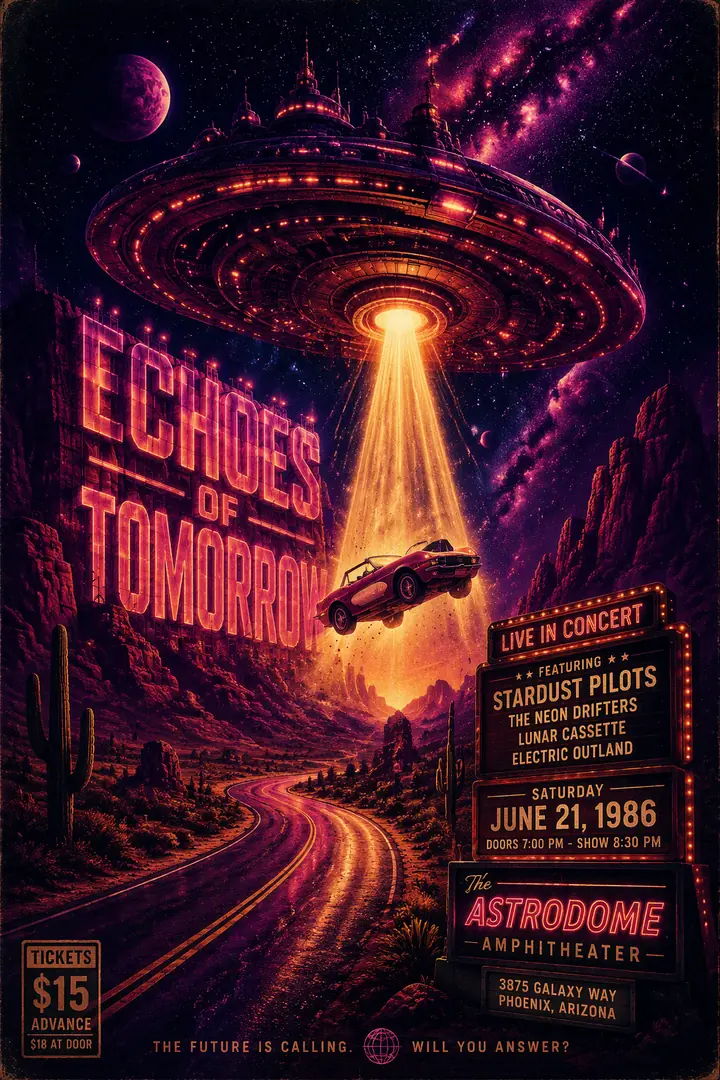 ECHOES
OF
TOMORROW
LIVE IN CONCERT
★★ FEATURING ★★
STARDUST PILOTS
THE NEON DRIFTERS
LUNAR CASSETTE
ELECTRIC OUTLAND
SATURDAY
JUNE 21, 1986
DOORS 7:00 PM - SHOW 8:30 PM
The
ASTRODOME
AMPHITHEATER
3875 GALAXY WAY
PHOENIX, ARIZONA
TICKETS
$15
ADVANCE
$18 AT DOOR
THE FUTURE IS CALLING. WILL YOU ANSWER?